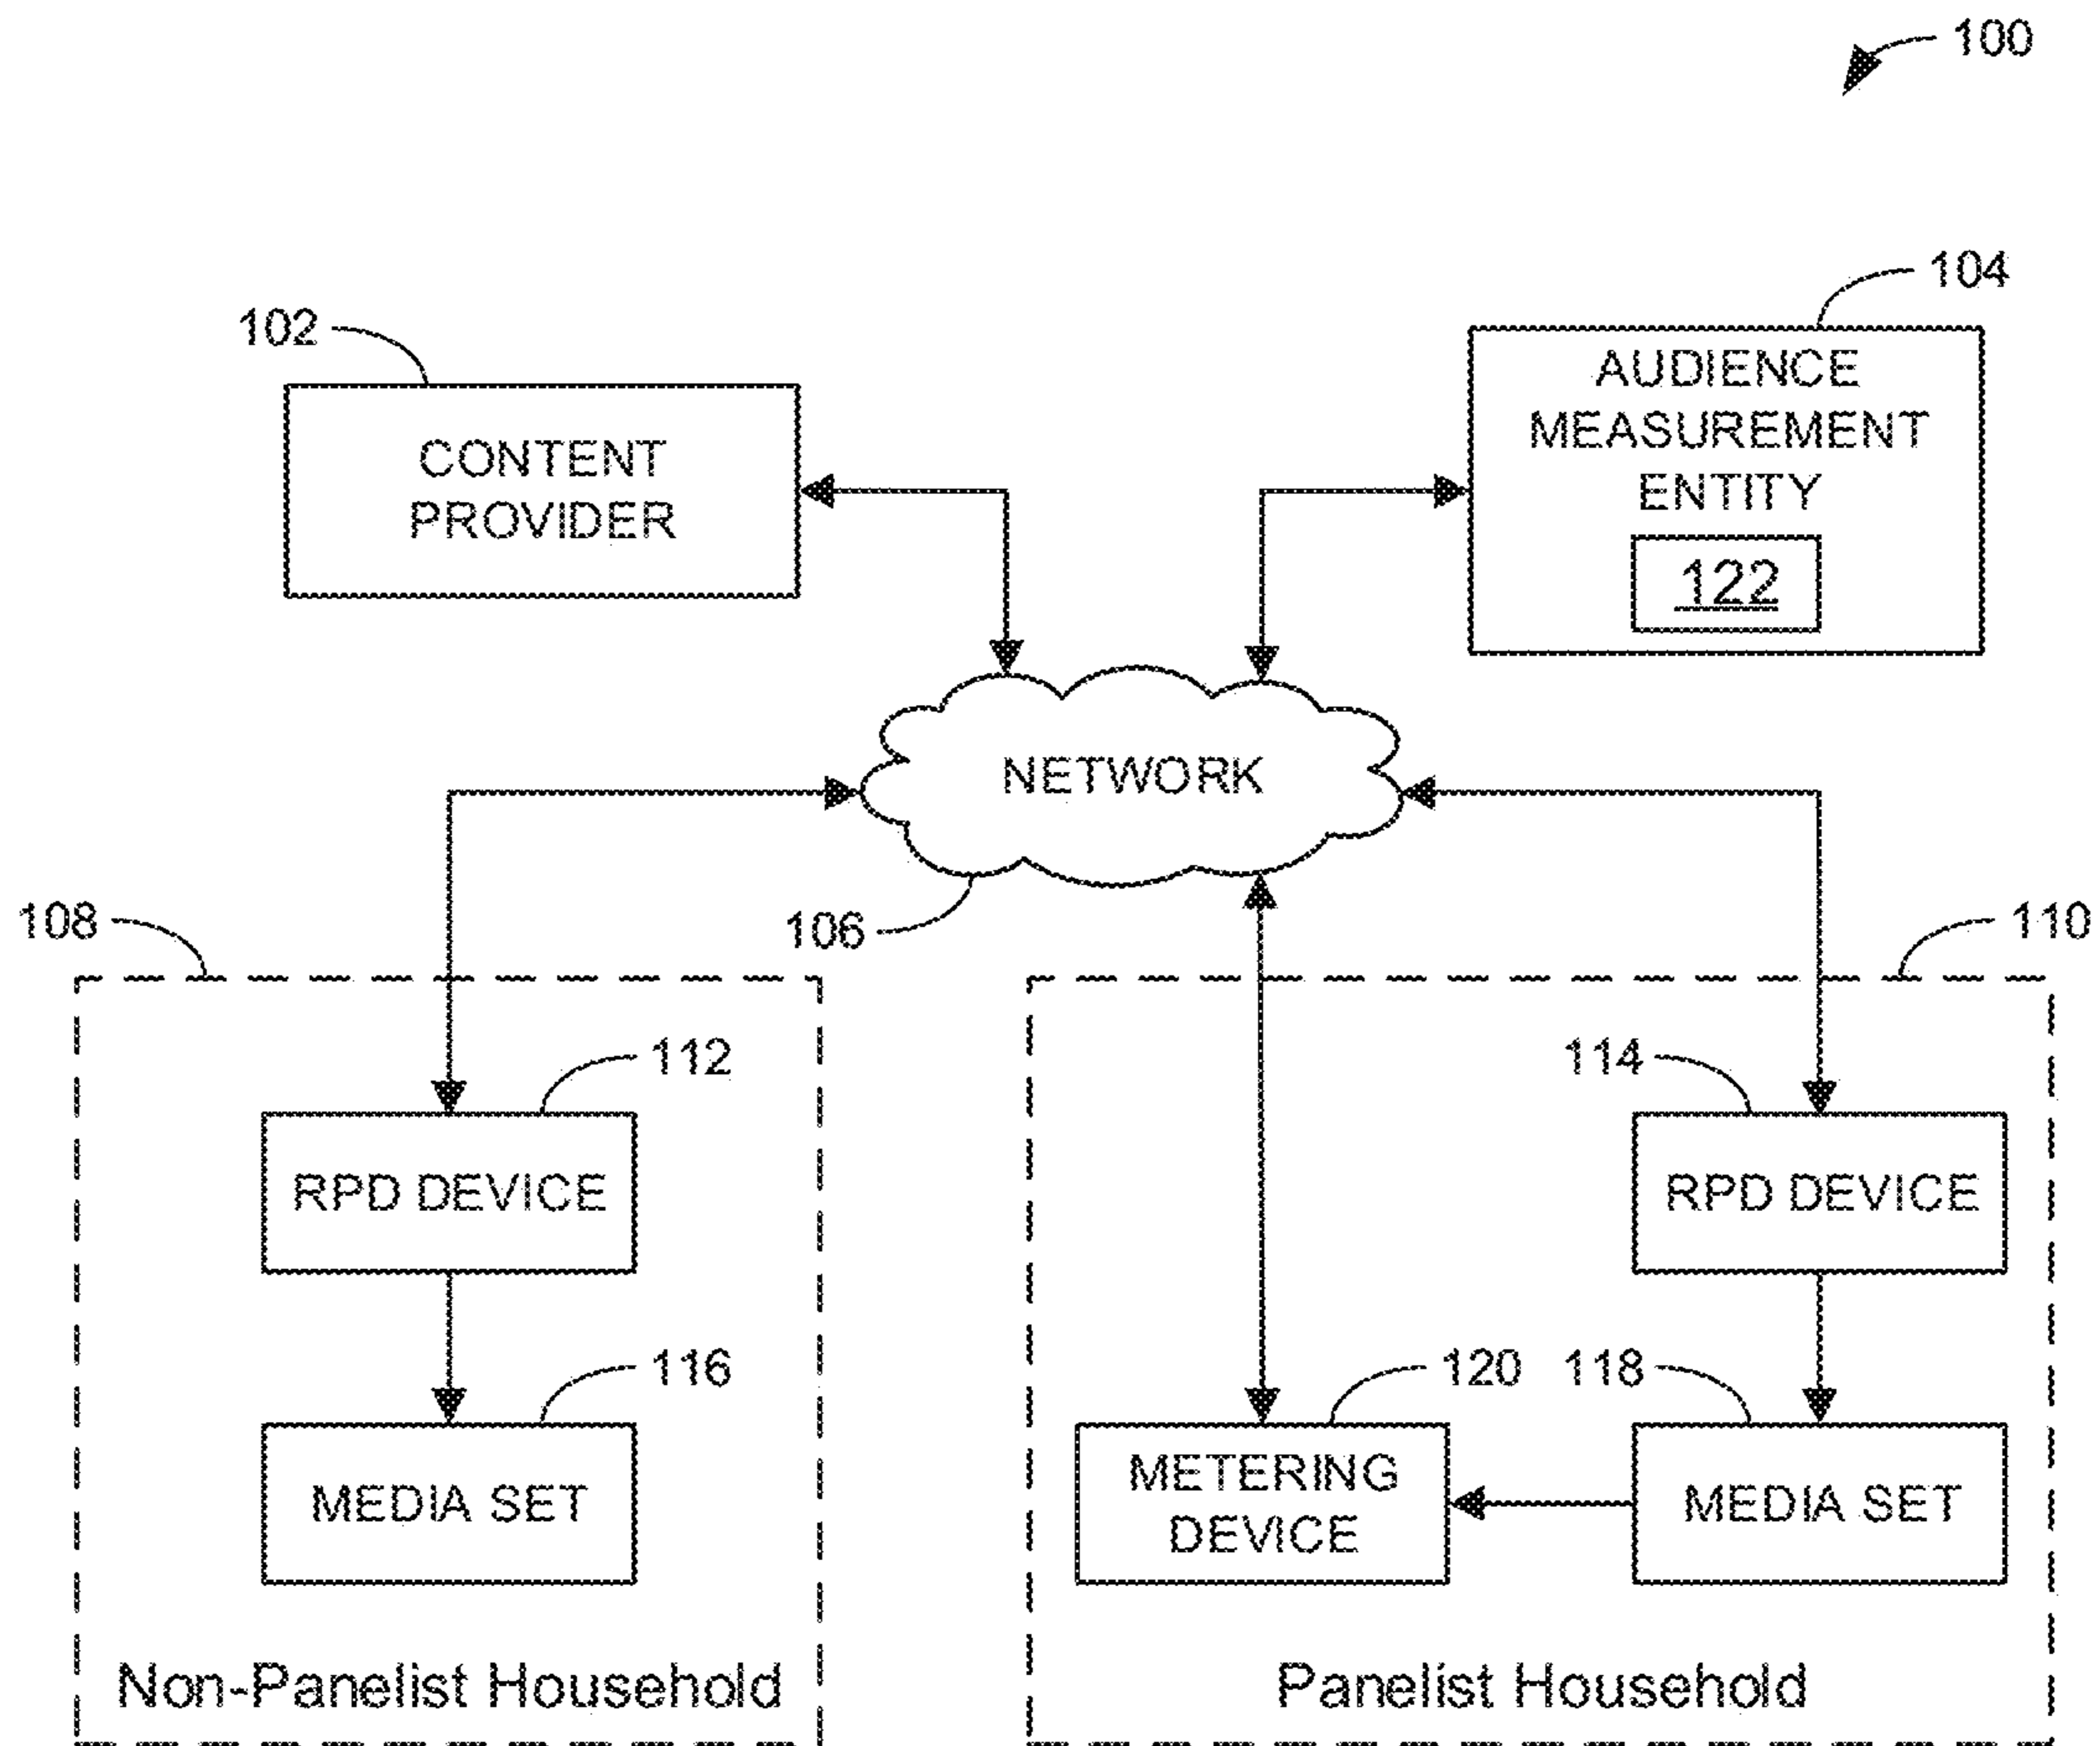 100
104
102
AUDIENCE
MEASUREMENT
ENTITY
122
CONTENT
PROVIDER
NETWORK
108
106
110
112
114
RPD DEVICE
RPD DEVICE
116
120
118
MEDIA SET
METERING
DEVICE
MEDIA SET
Non-Panelist Household
Panelist Household